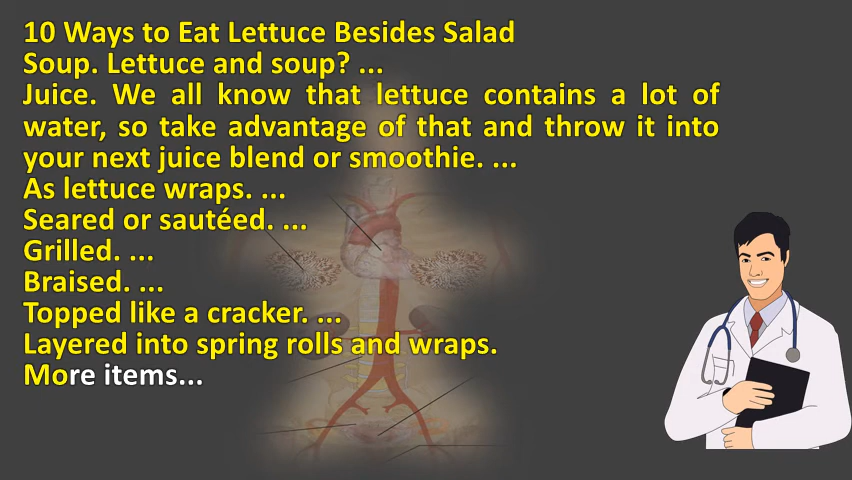 10 Ways to Eat Lettuce Besides Salad
Soup. Lettuce and soup? ...
Juice. We all know that lettuce contains a lot of
water, so take advantage of that and throw it into
your next juice blend or smoothie. ...
As lettuce wraps. ...
Seared or sautéed. ...
Grilled. ...
Braised. ...
Topped like a cracker. ...
Layered into spring rolls and wraps.
More items...